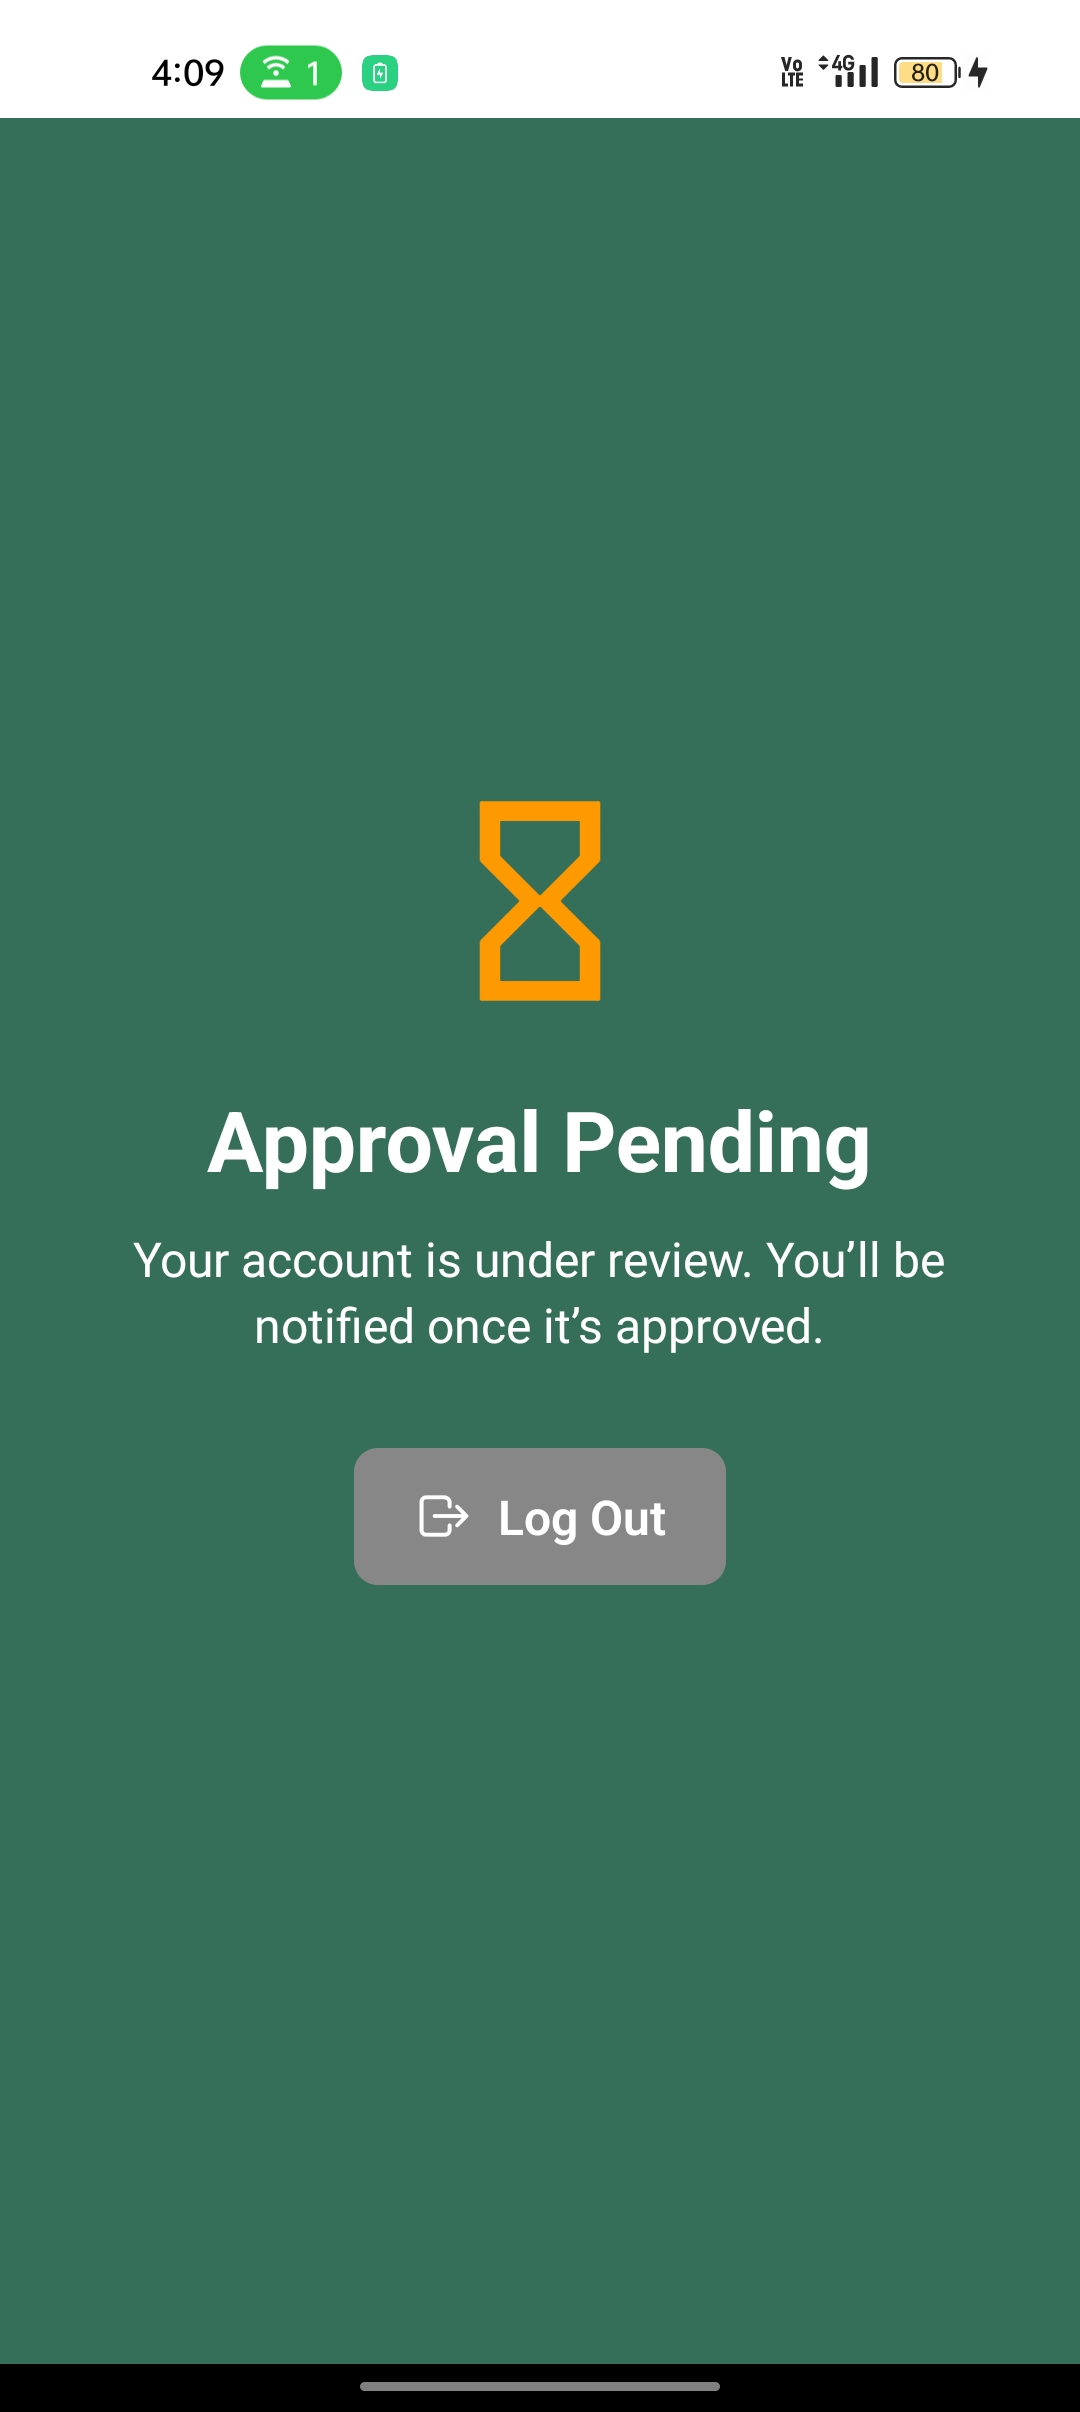 4:09 1 Vo LTE 4G 80
Approval Pending
Your account is under review. You’ll be
notified once it’s approved.
Log Out